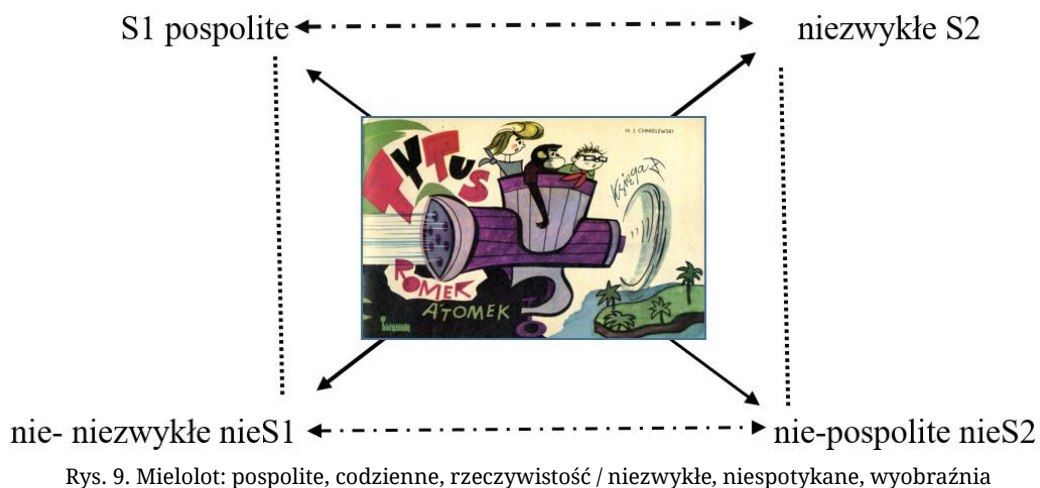 S1 pospolite niezwykłe S2
H. J. CHMIELEWSKI
TYTUS
księga IV
ROMEK
ATOMEK
nie- niezwykłe nieS1 nie-pospolite nieS2
Rys. 9. Mielolot: pospolite, codzienne, rzeczywistość / niezwykłe, niespotykane, wyobraźnia